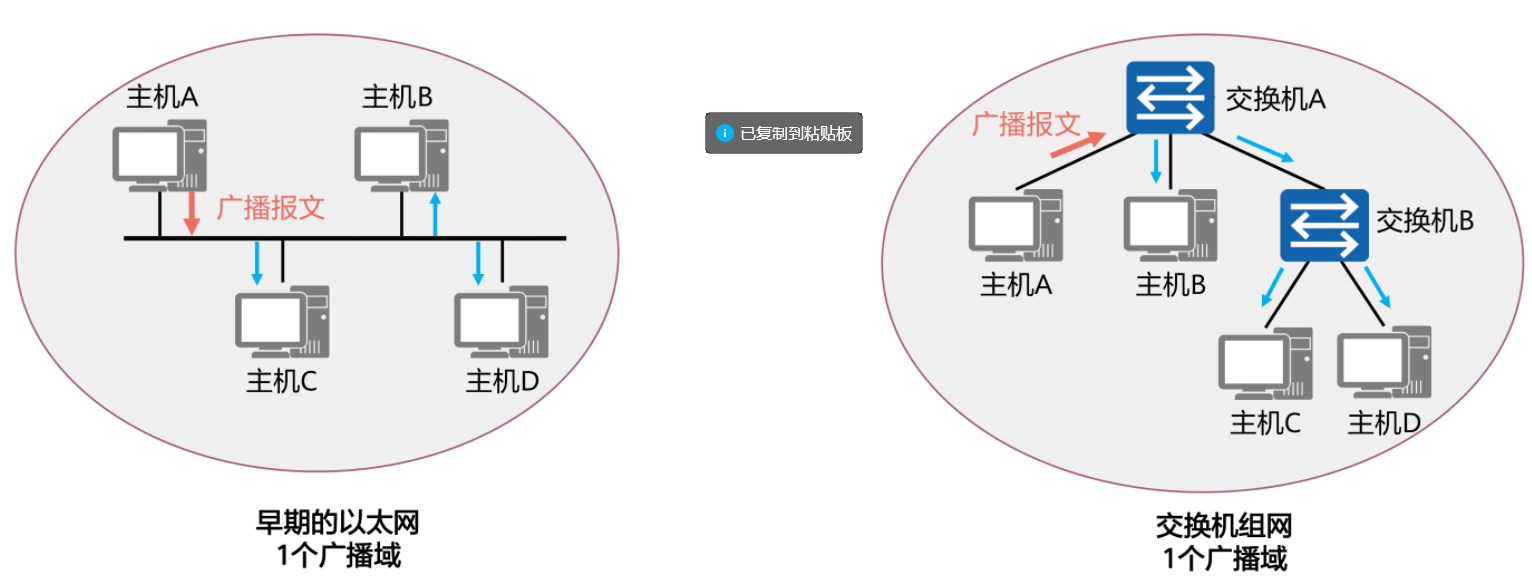 主机A
主机B
广播报文
主机C
主机D
早期的以太网
1个广播域
已复制到粘贴板
交换机A
广播报文
交换机B
主机A
主机B
主机C
主机D
交换机组网
1个广播域